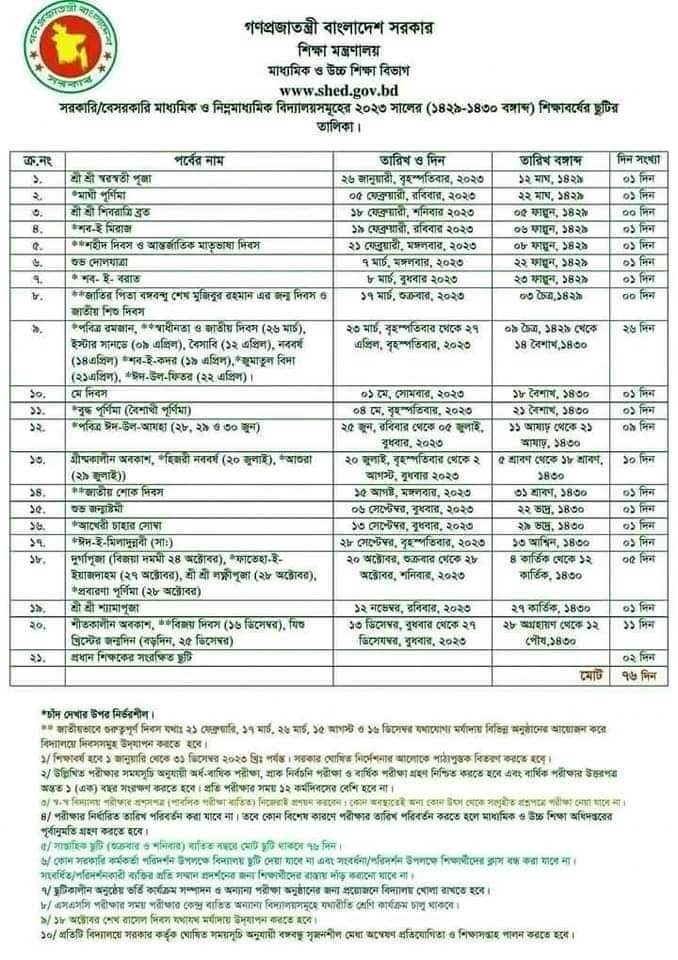 গণপ্রজাতন্ত্রী বাংলাদেশ
সরকার
গণপ্রজাতন্ত্রী বাংলাদেশ সরকার
শিক্ষা মন্ত্রণালয়
মাধ্যমিক ও উচ্চ শিক্ষা বিভাগ
www.shed.gov.bd
সরকারি/বেসরকারি মাধ্যমিক ও নিম্নমাধ্যমিক বিদ্যালয়সমূহের ২০২৩ সালের (১৪২৯-১৪৩০ বঙ্গাব্দ) শিক্ষাবর্ষের ছুটির
তালিকা।
ক্র.নং পর্বের নাম তারিখ ও দিন তারিখ বঙ্গাব্দ দিন সংখ্যা
১. শ্রী শ্রী স্বরস্বতী পূজা ২৬ জানুয়ারী, বৃহস্পতিবার, ২০২৩ ১২ মাঘ, ১৪২৯ ০১ দিন
২. *মাঘী পূর্ণিমা ০৫ ফেব্রুয়ারী, রবিবার, ২০২৩ ২২ মাঘ, ১৪২৯ ০১ দিন
৩. শ্রী শ্রী শিবরাত্রি ব্রত ১৮ ফেব্রুয়ারী, শনিবার ২০২৩ ০৫ ফাল্গুন, ১৪২৯ ০০ দিন
৪. *শব-ই মিরাজ ১৯ ফেব্রুয়ারী, রবিবার, ২০২৩ ০৬ ফাল্গুন, ১৪২৯ ০১ দিন
৫. **শহীদ দিবস ও আন্তর্জাতিক মাতৃভাষা দিবস ২১ ফেব্রুয়ারী, মঙ্গলবার, ২০২৩ ০৮ ফাল্গুন, ১৪২৯ ০১ দিন
৬. শুভ দোলযাত্রা ৭ মার্চ, মঙ্গলবার, ২০২৩ ২২ ফাল্গুন, ১৪২৯ ০১ দিন
৭. * শব- ই- বরাত ৮ মার্চ, বুধবার ২০২৩ ২৩ ফাল্গুন, ১৪২৯ ০১ দিন
৮. **জাতির পিতা বঙ্গবন্ধু শেখ মুজিবুর রহমান এর জন্ম দিবস ও ১৭ মার্চ, শুক্রবার, ২০২৩ ০৩ চৈত্র,১৪২৯ ০০ দিন
জাতীয় শিশু দিবস
৯. *পবিত্র রমজান, **স্বাধীনতা ও জাতীয় দিবস (২৬ মার্চ), ২৩ মার্চ, বৃহস্পতিবার থেকে ২৭ ০৯ চৈত্র, ১৪২৯ থেকে ২৬ দিন
ইস্টার সানডে (০৯ এপ্রিল), বৈসাবি (১২ এপ্রিল), নববর্ষ এপ্রিল, বৃহস্পতিবার, ২০২৩ ১৪ বৈশাখ,১৪৩০
(১৪এপ্রিল) *শব-ই-কদর (১৯ এপ্রিল),*জুমাতুল বিদা
(২১এপ্রিল), *ঈদ-উল-ফিতর (২২ এপ্রিল)।
১০. মে দিবস ০১ মে, সোমবার, ২০২৩ ১৮ বৈশাখ, ১৪৩০ ০১ দিন
১১. *বুদ্ধ পূর্ণিমা (বৈশাখী পূর্ণিমা) ০৪ মে, বৃহস্পতিবার, ২০২৩ ২১ বৈশাখ, ১৪৩০ ০১ দিন
১২. *পবিত্র ঈদ-উল-আযহা (২৮, ২৯ ও ৩০ জুন) ২৫ জুন, রবিবার থেকে ০৫ জুলাই, ১১ আষাঢ় থেকে ২১ ০৯ দিন
বুধবার, ২০২৩ আষাঢ়, ১৪৩০
১৩. গ্রীষ্মকালীন অবকাশ, *হিজরী নববর্ষ (২০ জুলাই), *আশুরা ২০ জুলাই, বৃহস্পতিবার থেকে ২ ৫ শ্রাবণ থেকে ১৮ শ্রাবণ, ১০ দিন
(২৯ জুলাই)) আগস্ট, বুধবার ২০২৩ ১৪৩০
১৪. **জাতীয় শোক দিবস ১৫ আগষ্ট, মঙ্গলবার, ২০২৩ ৩১ শ্রাবণ, ১৪৩০ ০১ দিন
১৫. শুভ জন্মাষ্টমী ০৬ সেপ্টেম্বর, বুধবার, ২০২৩ ২২ ভাদ্র, ১৪৩০ ০১ দিন
১৬. *আখেরী চাহার সোম্বা ১৩ সেপ্টেম্বর, বুধবার, ২০২৩ ২৯ ভাদ্র, ১৪৩০ ০১ দিন
১৭. *ঈদ-ই-মিলাদুন্নবী (সাঃ) ২৮ সেপ্টেম্বর, বৃহস্পতিবার, ২০২৩ ১৩ আশ্বিন, ১৪৩০ ০১ দিন
১৮. দুর্গাপূজা (বিজয়া দমমী ২৪ অক্টোবর), *ফাতেহা-ই- ২০ অক্টোবর, শুক্রবার থেকে ২৮ ৪ কার্তিক থেকে ১২ ০৫ দিন
ইয়াজদাহম (২৭ অক্টোবর), শ্রী শ্রী লক্ষ্মীপূজা (২৮ অক্টোবর), অক্টোবর, শনিবার, ২০২৩ কার্তিক, ১৪৩০
*প্রবারণা পূর্ণিমা (২৮ অক্টোবর)
১৯. শ্রী শ্রী শ্যামাপূজা ১২ নভেম্বর, রবিবার, ২০২৩ ২৭ কার্তিক, ১৪৩০ ০১ দিন
২০. শীতকালীন অবকাশ, **বিজয় দিবস (১৬ ডিসেম্বর), যিশু ১৩ ডিসেম্বর, বুধবার থেকে ২৭ ২৮ অগ্রহায়ণ থেকে ১২ ১১ দিন
খ্রিস্টের জন্মদিন (বড়দিন, ২৫ ডিসেম্বর) ডিসেযবর, বুধবার, ২০২৩ পৌষ,১৪৩০
২১. প্রধান শিক্ষকের সংরক্ষিত ছুটি ০২ দিন
মোট ৭৬ দিন
*চাঁদ দেখার উপর নির্ভরশীল।
** জাতীয়ভাবে গুরুত্বপূর্ণ দিবস যথাঃ ২১ ফেব্রুয়ারি, ১৭ মার্চ, ২৬ মার্চ, ১৫ আগস্ট ও ১৬ ডিসেম্বর যথাযোগ্য মর্যাদায় বিভিন্ন অনুষ্ঠানের আয়োজন করে
বিদ্যালয়ে দিবসসমূহ উদ্‌যাপন করতে হবে।
১/ শিক্ষাবর্ষ হবে ১ জানুয়ারি থেকে ৩১ ডিসেম্বর ২০২৩ খ্রিঃ পর্যন্ত। সরকার ঘোষিত নির্দেশনার আলোকে পাঠ্যপুস্তক বিতরণ করতে হবে।
২/ উল্লিখিত পরীক্ষার সময়সূচি অনুযায়ী অর্ধ-বার্ষিক পরীক্ষা, প্রাক নির্বচনি পরীক্ষা ও বার্ষিক পরীক্ষা গ্রহণ নিশ্চিত করতে হবে এবং বার্ষিক পরীক্ষার উত্তরপত্র
অন্তত ১ (এক) বছর সংরক্ষণ করতে হবে। প্রতি পরীক্ষার সময় ১২ কর্মদিবসের বেশি হবে না।
৩/ স্ব-স্ব বিদ্যালয় পরীক্ষার প্রশ্নপত্র (পাবলিক পরীক্ষা ব্যতিত) নিজেরাই প্রণয়ন করবেন। কোন অবস্থাতেই অন্য কোন উৎস থেকে সংগৃহীত প্রশ্নপত্রে পরীক্ষা নেয়া যাবে না।
৪/ পরীক্ষার নির্ধারিত তারিখ পরিবর্তন করা যাবে না। তবে কোন বিশেষ কারণে পরীক্ষার তারিখ পরিবর্তন করতে হলে মাধ্যমিক ও উচ্চ শিক্ষা অধিদপ্তরের
পূর্বানুমতি গ্রহণ করতে হবে।
৫/ সাপ্তাহিক ছুটি (শুক্রবার ও শনিবার) ব্যতিত বছরে মোট ছুটি থাকবে ৭৬ দিন।
৬/ কোন সরকারি কর্মকর্তা পরিদর্শন উপলক্ষে বিদ্যালয় ছুটি দেয়া যাবে না এবং সংবর্ধনা/পরিদর্শন উপলক্ষে শিক্ষার্থীদের ক্লাস বন্ধ করা যাবে না।
সংবর্ধিত/পরিদর্শনকারী ব্যক্তির প্রতি সম্মান প্রদর্শনের জন্য শিক্ষার্থীদের রাস্তায় দাঁড় করানো যাবে না।
৭/ ছুটিকালীন অনুষ্ঠেয় ভর্তি কার্যক্রম সম্পাদন ও অন্যান্য পরীক্ষা অনুষ্ঠানের জন্য প্রয়োজনে বিদ্যালয় খোলা রাখতে হবে।
৮/ এসএসসি পরীক্ষার সময় পরীক্ষার কেন্দ্র ব্যতিত অন্যান্য বিদ্যালয়সমূহে যথারীতি শ্রেণি কার্যক্রম চালু থাকবে।
৯/ ১৮ অক্টোবর শেখ রাসেল দিবস যথাযথ মর্যাদায় উদ্‌যাপন করতে হবে।
১০/ প্রতিটি বিদ্যালয়ে সরকার কর্তৃক ঘোষিত সময়সূচি অনুযায়ী বঙ্গবন্ধু সৃজনশীল মেধা অন্বেষণ প্রতিযোগিতা ও শিক্ষাসপ্তাহ পালন করতে হবে।